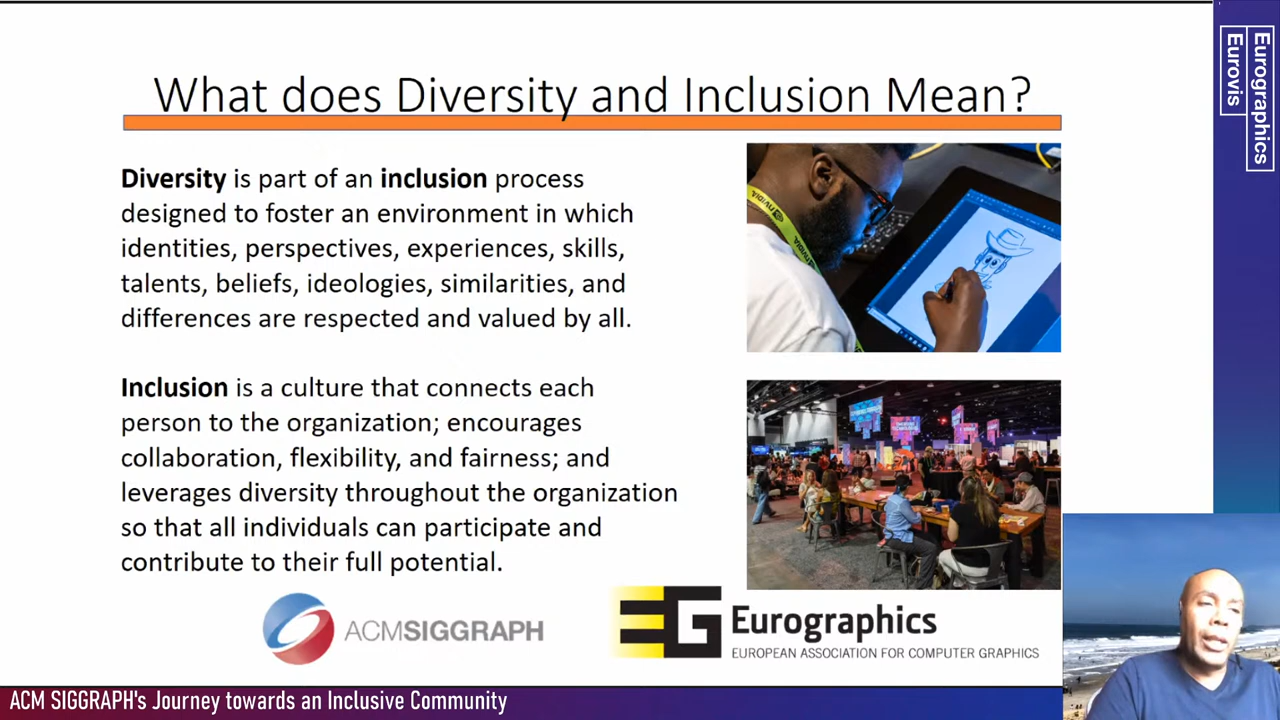 What does Diversity and Inclusion Mean?
Diversity is part of an inclusion process
designed to foster an environment in which
identities, perspectives, experiences, skills,
talents, beliefs, ideologies, similarities, and
differences are respected and valued by all.
Inclusion is a culture that connects each
person to the organization; encourages
collaboration, flexibility, and fairness; and
leverages diversity throughout the organization
so that all individuals can participate and
contribute to their full potential.
NVIDIA
ACMSIGGRAPH
EG Eurographics
EUROPEAN ASSOCIATION FOR COMPUTER GRAPHICS
Eurographics
Eurovis
ACM SIGGRAPH's Journey towards an Inclusive Community